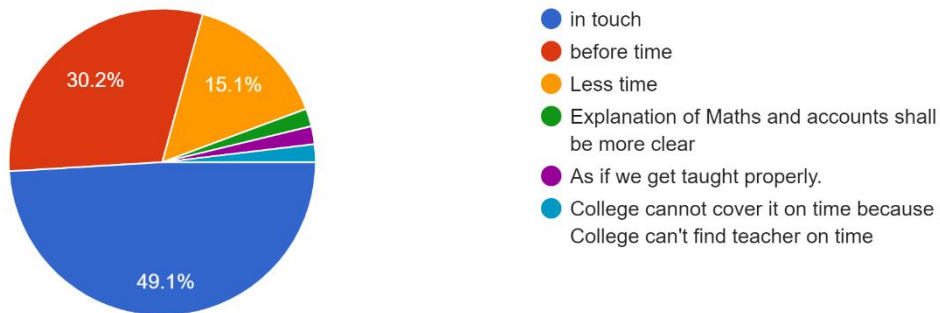 in touch
before time
Less time
Explanation of Maths and accounts shall
be more clear
As if we get taught properly.
College cannot cover it on time because
College can't find teacher on time
30.2%
15.1%
49.1%